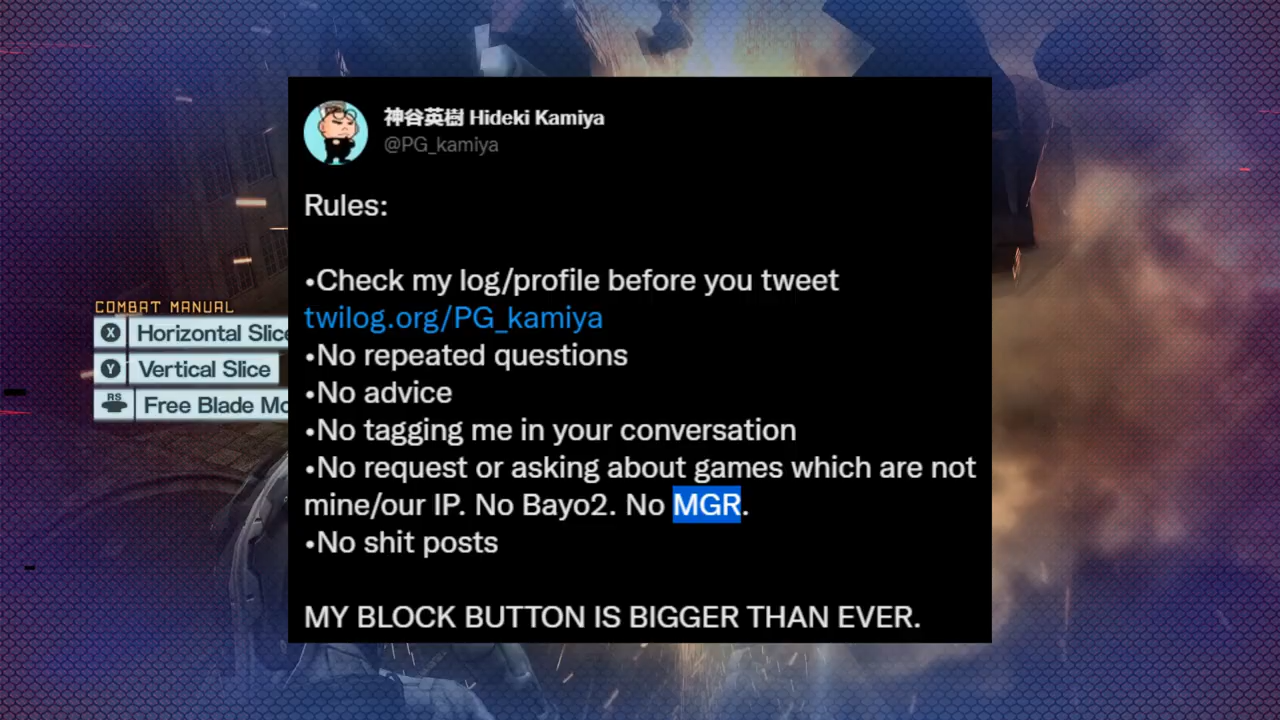 神谷英樹 Hideki Kamiya
@PG_kamiya
Rules:
•Check my log/profile before you tweet
twilog.org/PG_kamiya
•No repeated questions
•No advice
•No tagging me in your conversation
•No request or asking about games which are not
mine/our IP. No Bayo2. No MGR.
•No shit posts
MY BLOCK BUTTON IS BIGGER THAN EVER.
COMBAT MANUAL
X Horizontal Slice
Y Vertical Slice
RS Free Blade Mo